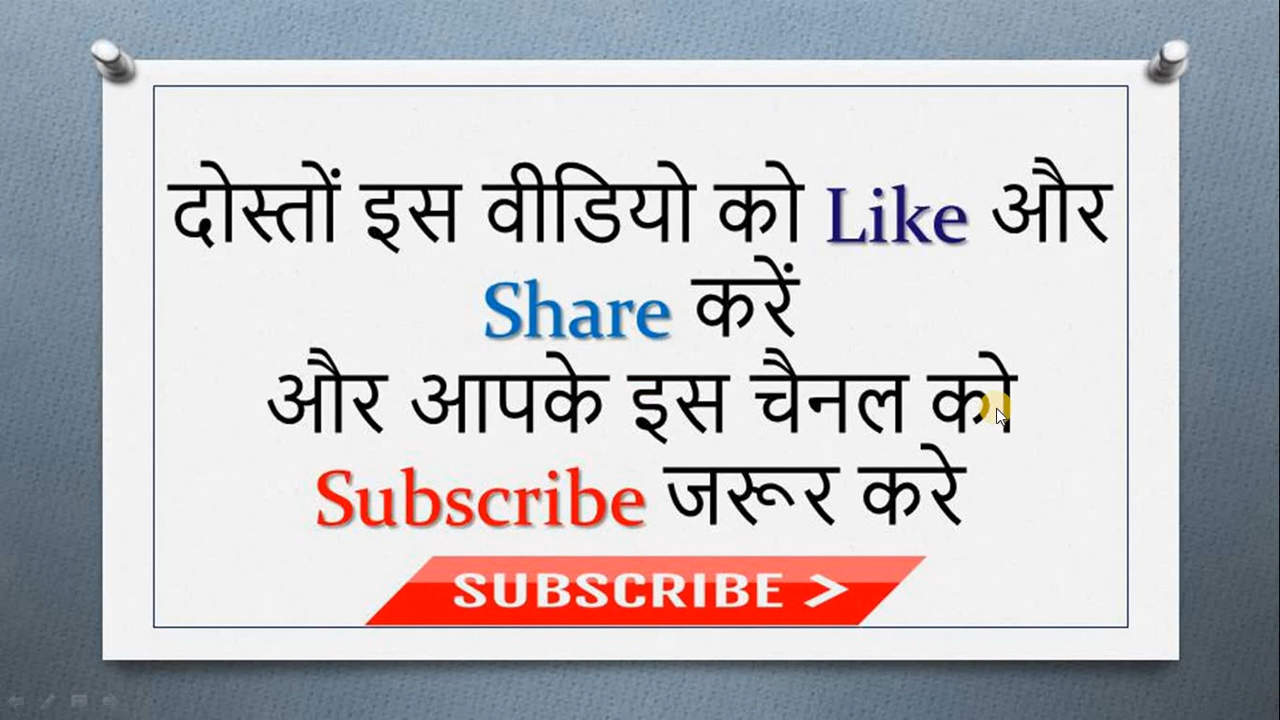 दोस्तों इस वीडियो को Like और
Share करें
और आपके इस चैनल को
Subscribe जरूर करे
SUBSCRIBE >